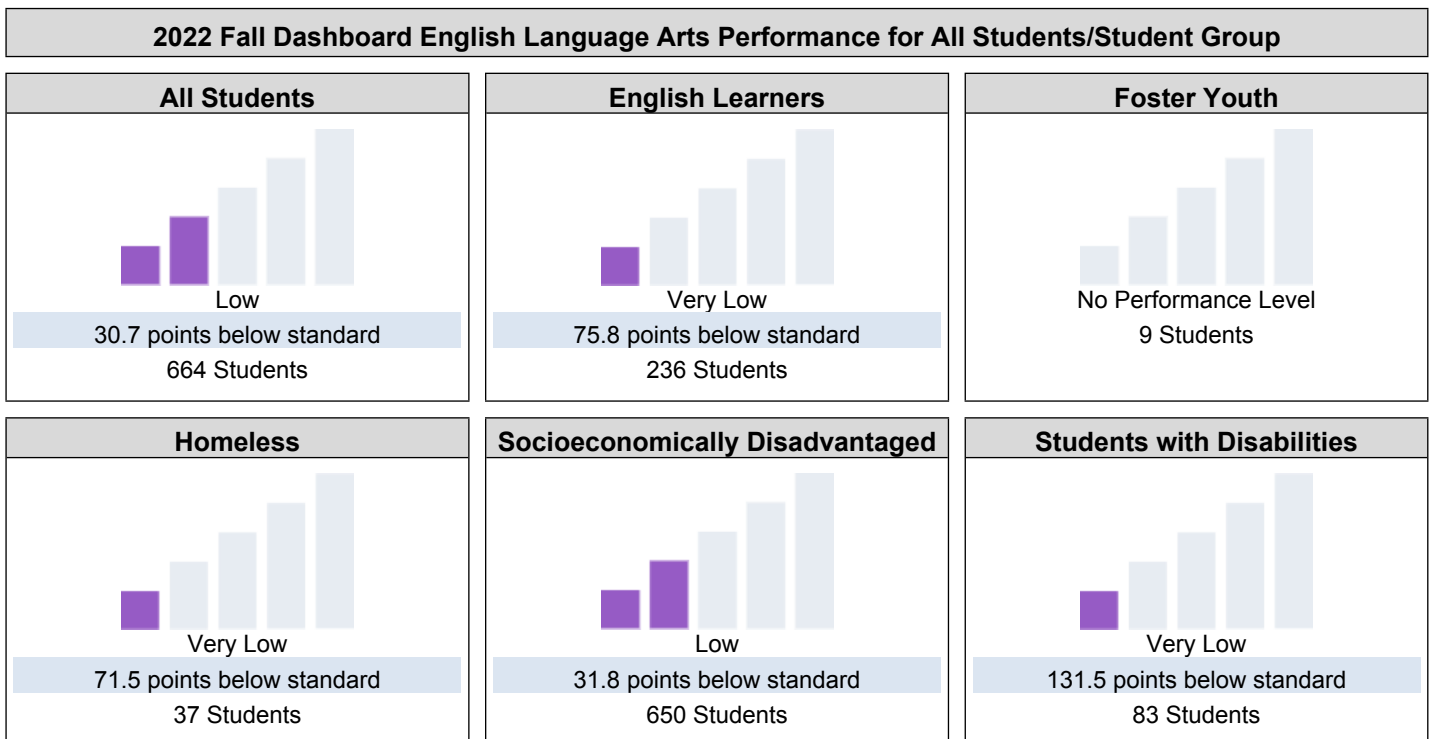 2022 Fall Dashboard English Language Arts Performance for All Students/Student Group
All Students
Low
30.7 points below standard
664 Students
English Learners
Very Low
75.8 points below standard
236 Students
Foster Youth
No Performance Level
9 Students
Homeless
Very Low
71.5 points below standard
37 Students
Socioeconomically Disadvantaged
Low
31.8 points below standard
650 Students
Students with Disabilities
Very Low
131.5 points below standard
83 Students